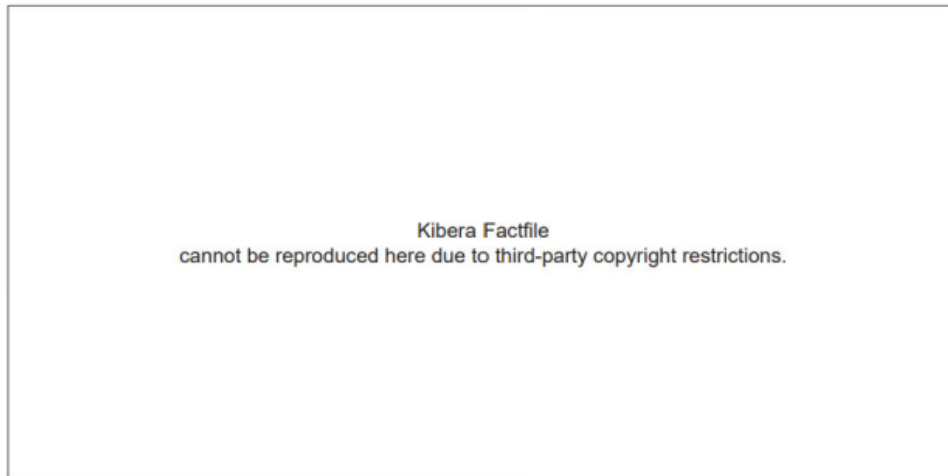 Kibera Factfile
cannot be reproduced here due to third-party copyright restrictions.